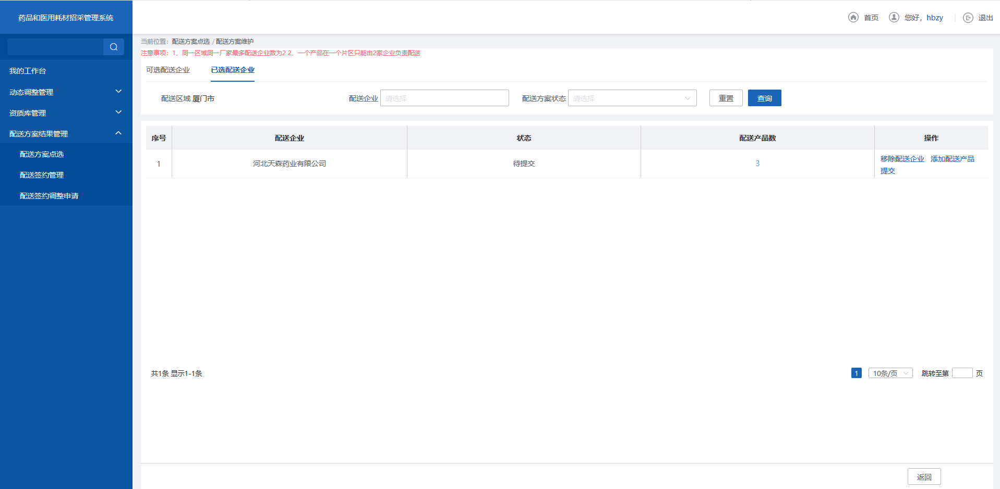 药品和医用耗材招采管理系统
首页 您好，hbzy 退出
当前位置：配送方案点选 / 配送方案维护
注意事项：1、同一区域同一厂家最多配送企业数为2 2、一个产品在一个片区只能由2家企业负责配送
我的工作台
动态调整管理
资质库管理
配送方案结果管理
配送方案点选
配送签约管理
配送签约调整申请
可选配送企业 已选配送企业
配送区域 厦门市 配送企业 请选择 配送方案状态 请选择 重置 查询
序号 配送企业 状态 配送产品数 操作
1 河北天森药业有限公司 待提交 3 移除配送企业 添加配送产品
提交
共1条 显示1-1条 1 10条/页 跳转至第 页
返回